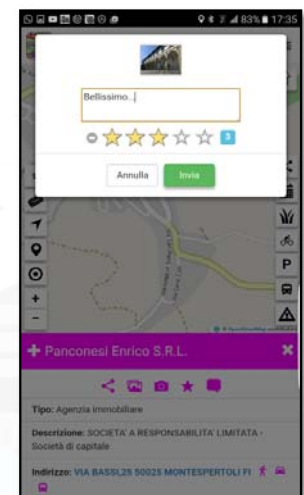 83% 17:35
Bellissimo...
3
Annulla
Invia
P
+
-
Panconesi Enrico S.R.L.
Tipo: Agenzia immobiliare
Descrizione: SOCIETA' A RESPONSABILITA' LIMITATA -
Società di capitale
Indirizzo: VIA BASSI,25 50025 MONTESPERTOLI FI